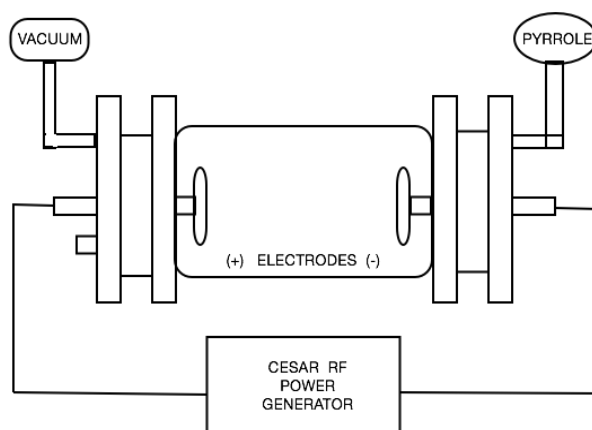 VACUUM
PYRROLE
(+) ELECTRODES (-)
CESAR RF
POWER
GENERATOR